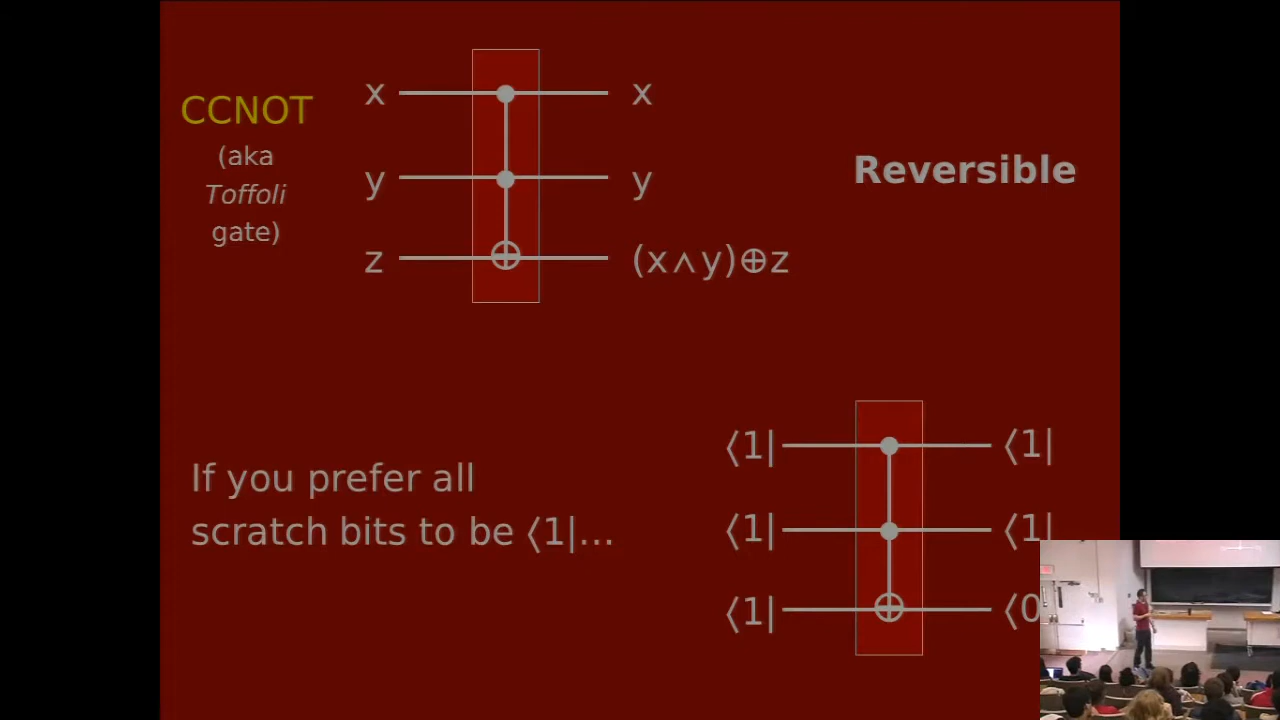 CCNOT
(aka
Toffoli
gate)
x x
y y
z (x∧y)⊕z
Reversible
If you prefer all
scratch bits to be ⟨1|...
⟨1| ⟨1|
⟨1| ⟨1|
⟨1| ⟨0